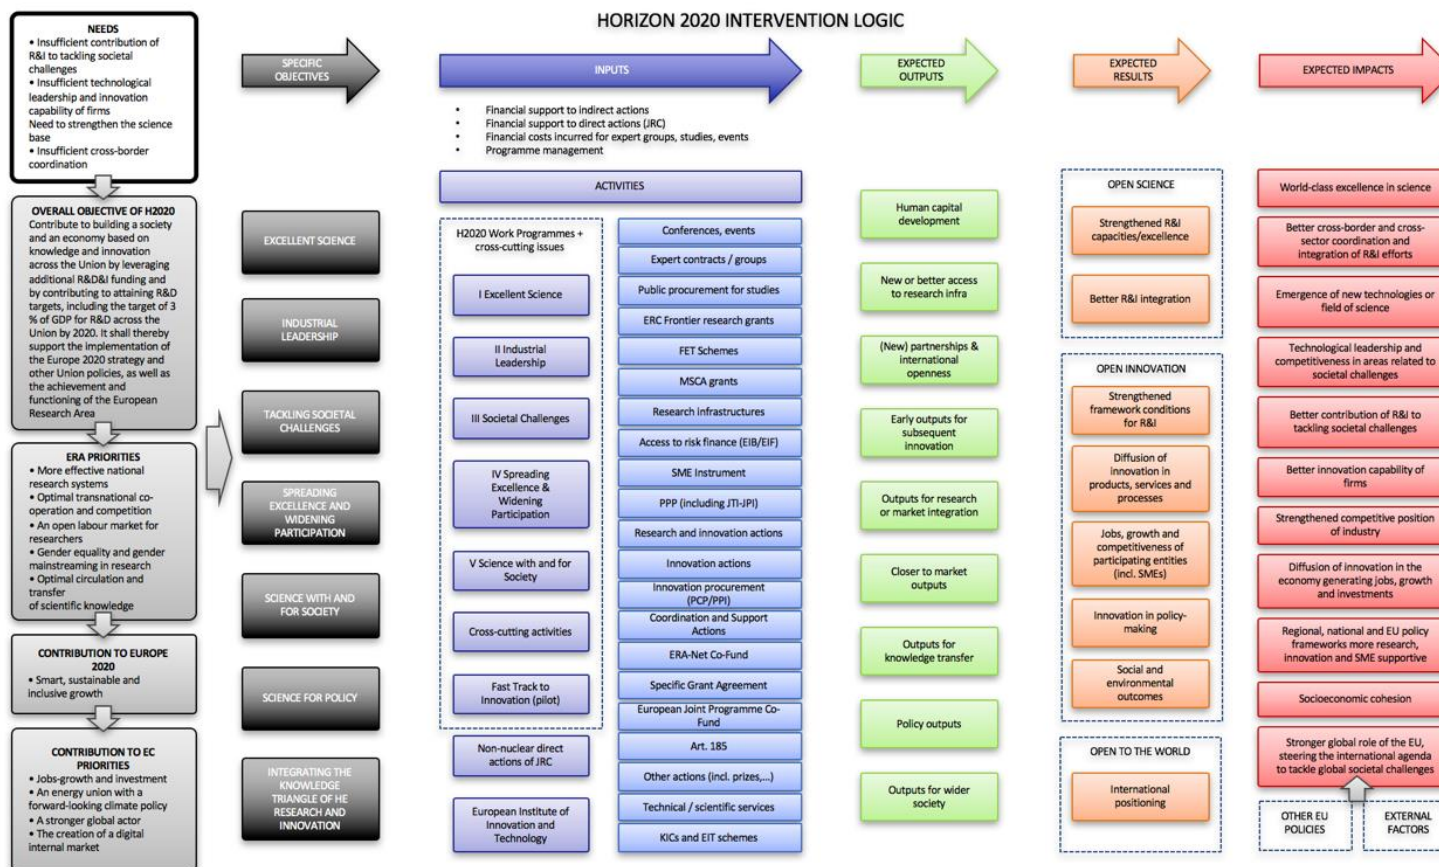 HORIZON 2020 INTERVENTION LOGIC
NEEDS
• Insufficient contribution of
R&I to tackling societal
challenges
• Insufficient technological
leadership and innovation
capability of firms
Need to strengthen the science
base
• Insufficient cross-border
coordination
OVERALL OBJECTIVE OF H2020
Contribute to building a society
and an economy based on
knowledge and innovation
across the Union by leveraging
additional R&D&I funding and
by contributing to attaining R&D
targets, including the target of 3
% of GDP for R&D across the
Union by 2020. It shall thereby
support the implementation of
the Europe 2020 strategy and
other Union policies, as well as
the achievement and
functioning of the European
Research Area
ERA PRIORITIES
• More effective national
research systems
• Optimal transnational co-
operation and competition
• An open labour market for
researchers
• Gender equality and gender
mainstreaming in research
• Optimal circulation and
transfer
of scientific knowledge
CONTRIBUTION TO EUROPE
2020
• Smart, sustainable and
inclusive growth
CONTRIBUTION TO EC
PRIORITIES
• Jobs-growth and investment
• An energy union with a
forward-looking climate policy
• A stronger global actor
• The creation of a digital
internal market
SPECIFIC
OBJECTIVES
EXCELLENT SCIENCE
INDUSTRIAL
LEADERSHIP
TACKLING SOCIETAL
CHALLENGES
SPREADING
EXCELLENCE AND
WIDENING
PARTICIPATION
SCIENCE WITH AND
FOR SOCIETY
SCIENCE FOR POLICY
INTEGRATING THE
KNOWLEDGE
TRIANGLE OF HE
RESEARCH AND
INNOVATION
INPUTS
• Financial support to indirect actions
• Financial support to direct actions (JRC)
• Financial costs incurred for expert groups, studies, events
• Programme management
ACTIVITIES
H2020 Work Programmes +
cross-cutting issues
I Excellent Science
II Industrial
Leadership
III Societal Challenges
IV Spreading
Excellence &
Widening
Participation
V Science with and for
Society
Cross-cutting activities
Fast Track to
Innovation (pilot)
Non-nuclear direct
actions of JRC
European Institute of
Innovation and
Technology
Conferences, events
Expert contracts / groups
Public procurement for studies
ERC Frontier research grants
FET Schemes
MSCA grants
Research infrastructures
Access to risk finance (EIB/EIF)
SME Instrument
PPP (including JTI-JPI)
Research and innovation actions
Innovation actions
Innovation procurement
(PCP/PPI)
Coordination and Support
Actions
ERA-Net Co-Fund
Specific Grant Agreement
European Joint Programme Co-
Fund
Art. 185
Other actions (incl. prizes,...)
Technical / scientific services
KICs and EIT schemes
EXPECTED
OUTPUTS
Human capital
development
New or better access
to research infra
(New) partnerships &
international
openness
Early outputs for
subsequent
innovation
Outputs for research
or market integration
Closer to market
outputs
Outputs for
knowledge transfer
Policy outputs
Outputs for wider
society
EXPECTED
RESULTS
OPEN SCIENCE
Strengthened R&I
capacities/excellence
Better R&I integration
OPEN INNOVATION
Strengthened
framework conditions
for R&I
Diffusion of
innovation in
products, services and
processes
Jobs, growth and
competitiveness of
participating entities
(incl. SMEs)
Innovation in policy-
making
Social and
environmental
outcomes
OPEN TO THE WORLD
International
positioning
EXPECTED IMPACTS
World-class excellence in science
Better cross-border and cross-
sector coordination and
integration of R&I efforts
Emergence of new technologies or
field of science
Technological leadership and
competitiveness in areas related to
societal challenges
Better contribution of R&I to
tackling societal challenges
Better innovation capability of
firms
Strengthened competitive position
of industry
Diffusion of innovation in the
economy generating jobs, growth
and investments
Regional, national and EU policy
frameworks more research,
innovation and SME supportive
Socioeconomic cohesion
Stronger global role of the EU,
steering the international agenda
to tackle global societal challenges
OTHER EU
POLICIES
EXTERNAL
FACTORS